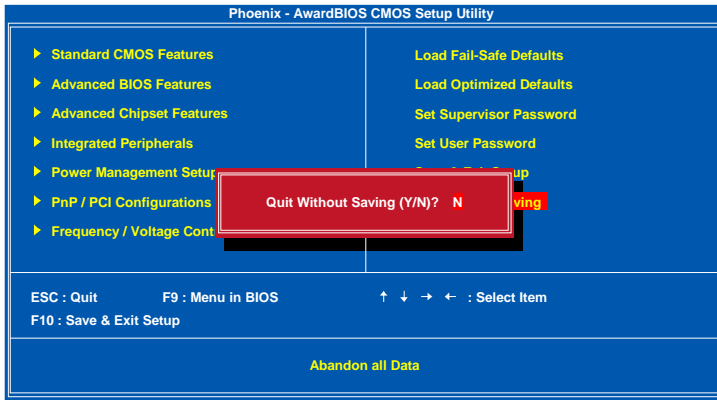 Phoenix - AwardBIOS CMOS Setup Utility
Standard CMOS Features
Advanced BIOS Features
Advanced Chipset Features
Integrated Peripherals
Power Management Setup
PnP / PCI Configurations
Frequency / Voltage Cont
Load Fail-Safe Defaults
Load Optimized Defaults
Set Supervisor Password
Set User Password
up
ving
Quit Without Saving (Y/N)? N
ESC : Quit F9 : Menu in BIOS ↑ ↓ → ← : Select Item
F10 : Save & Exit Setup
Abandon all Data